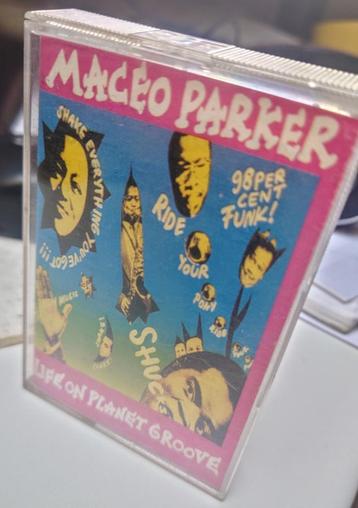 MACEO PARKER
SHAKE EVERYTHING YOU'VE GOT !!!
RIDE
YOUR
PONY
98 PER
CENT
FUNK!
SHUC
LIFE ON PLANET GROOVE